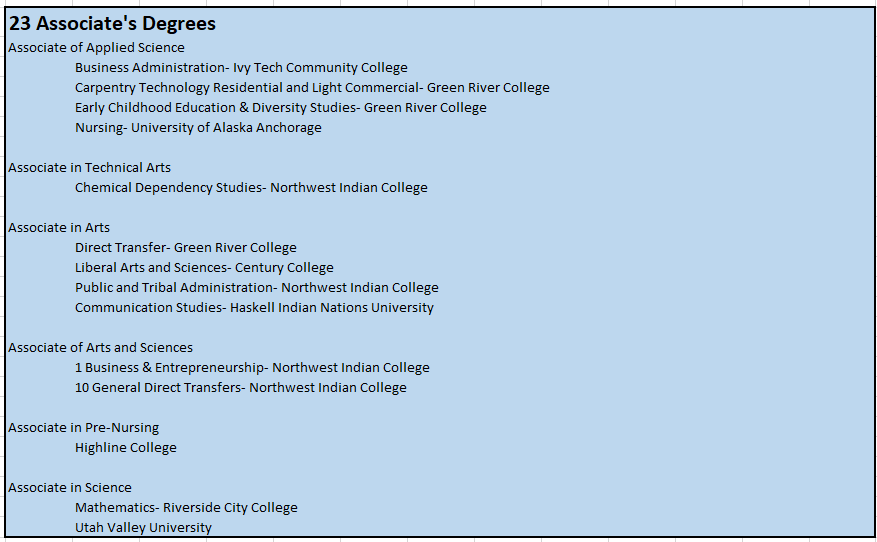 23 Associate's Degrees
Associate of Applied Science
Business Administration- Ivy Tech Community College
Carpentry Technology Residential and Light Commercial- Green River College
Early Childhood Education & Diversity Studies- Green River College
Nursing- University of Alaska Anchorage
Associate in Technical Arts
Chemical Dependency Studies- Northwest Indian College
Associate in Arts
Direct Transfer- Green River College
Liberal Arts and Sciences- Century College
Public and Tribal Administration- Northwest Indian College
Communication Studies- Haskell Indian Nations University
Associate of Arts and Sciences
1 Business & Entrepreneurship- Northwest Indian College
10 General Direct Transfers- Northwest Indian College
Associate in Pre-Nursing
Highline College
Associate in Science
Mathematics- Riverside City College
Utah Valley University